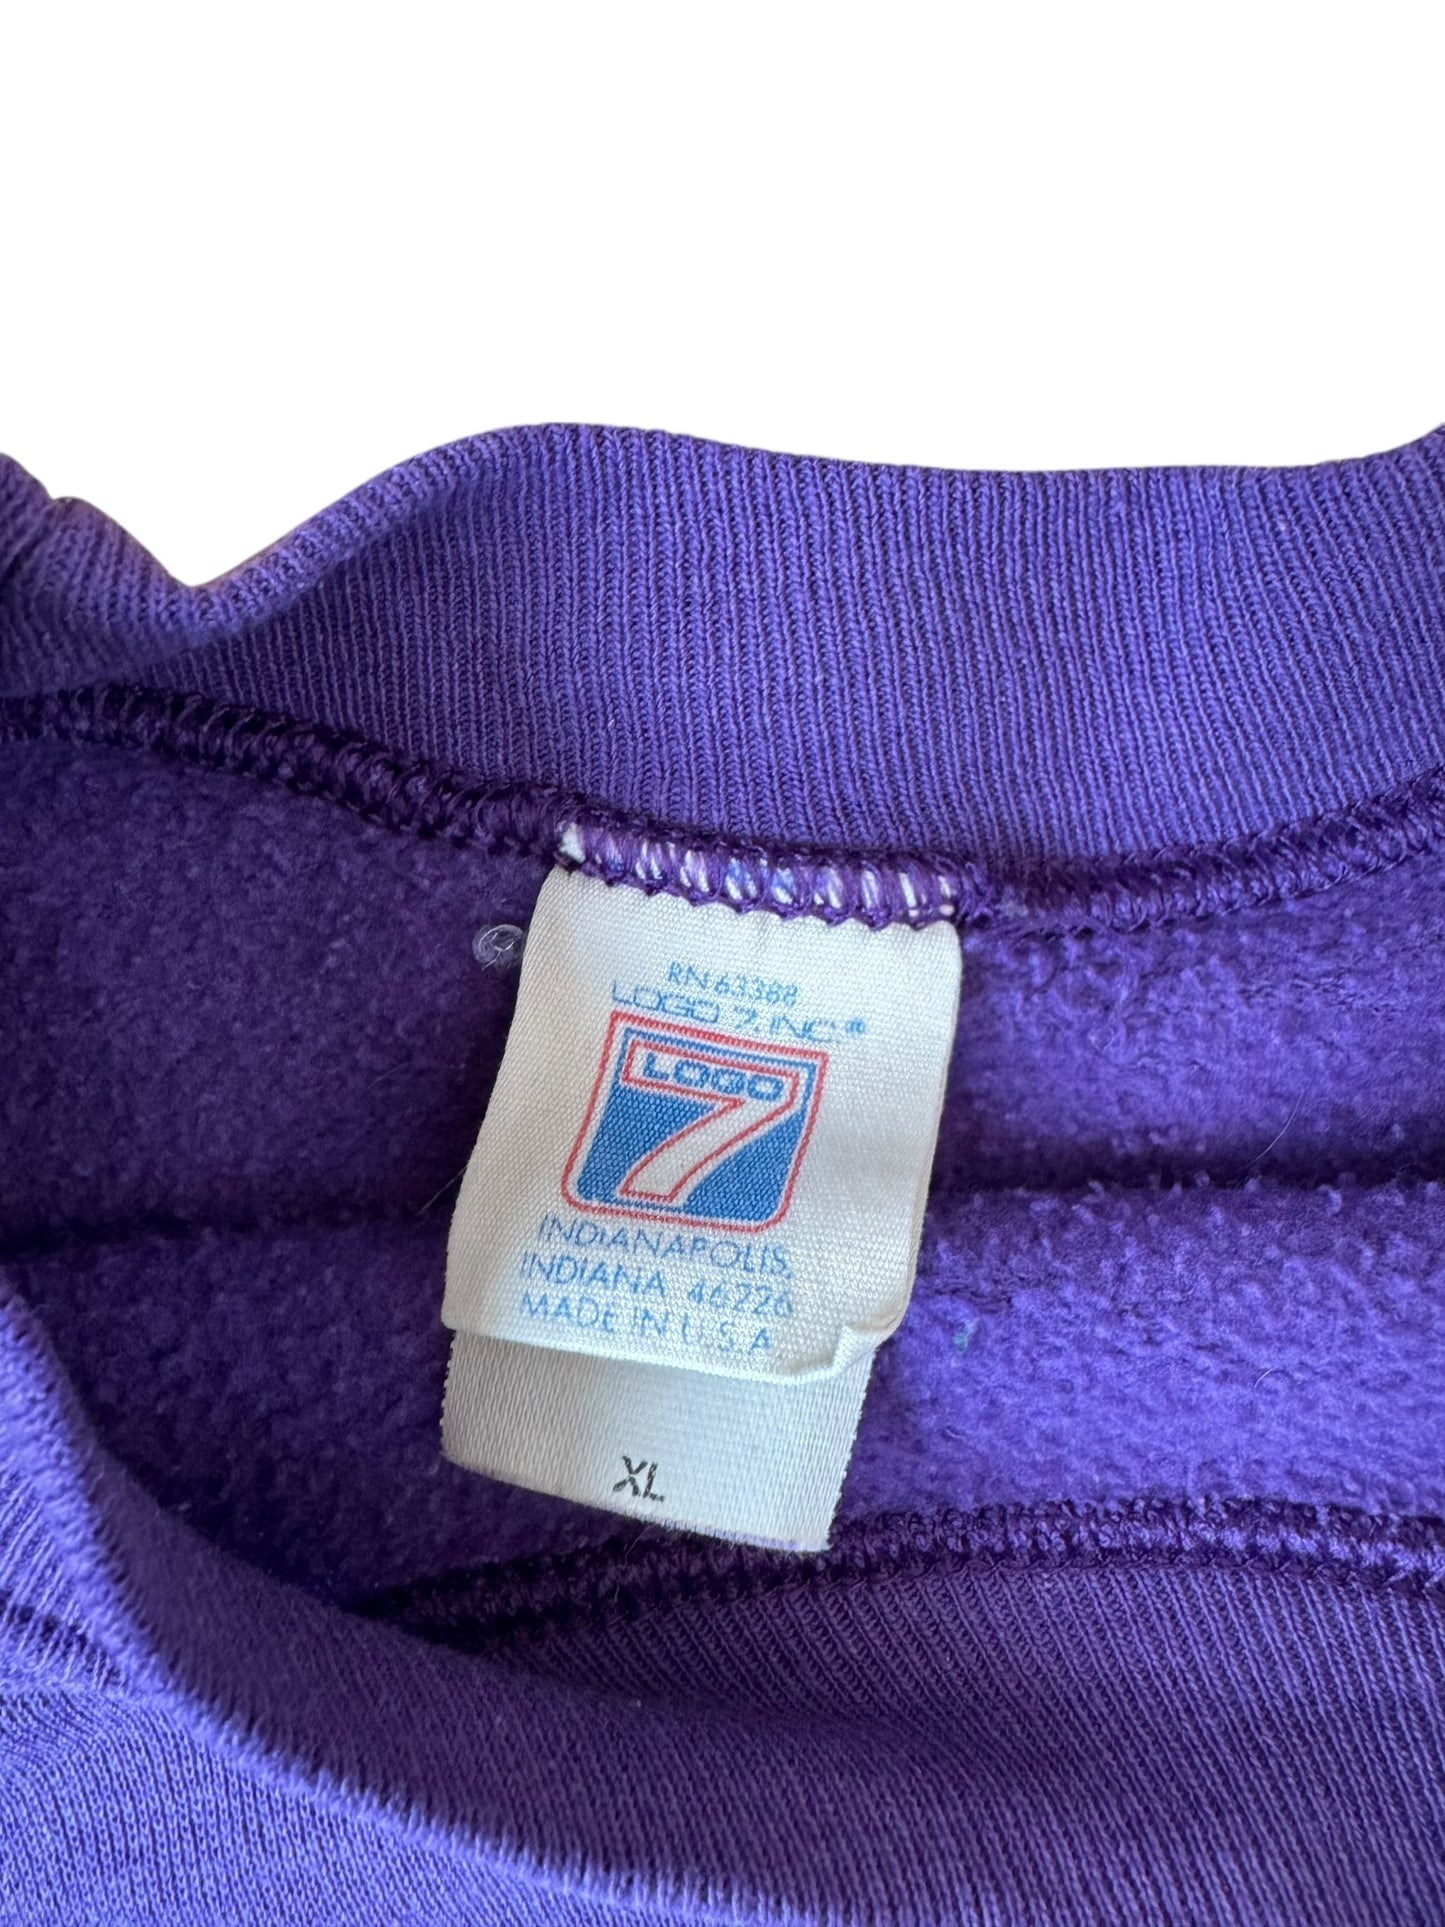 RN 63388
LOGO 7, INC®
LOGO
7
INDIANAPOLIS,
INDIANA 46226
MADE IN U.S.A
XL